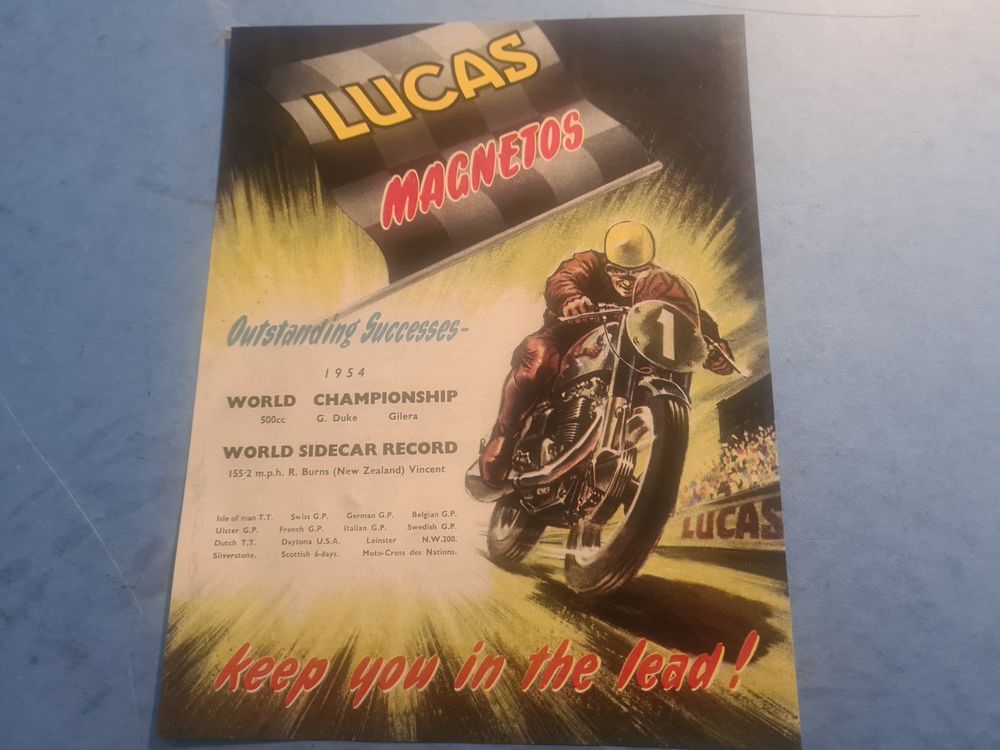 LUCAS
MAGNETOS
1
Outstanding Successes-
1954
WORLD CHAMPIONSHIP
500cc G. Duke Gilera
WORLD SIDECAR RECORD
155·2 m.p.h. R. Burns (New Zealand) Vincent
Isle of man T.T. Swiss G.P. German G.P. Belgian G.P.
Ulster G.P. French G.P. Italian G.P. Swedish G.P.
Dutch T.T. Daytona U.S.A. Leinster N.W.200.
Silverstone. Scottish 6-days. Moto-Cross des Nations.
LUCAS
keep you in the lead!